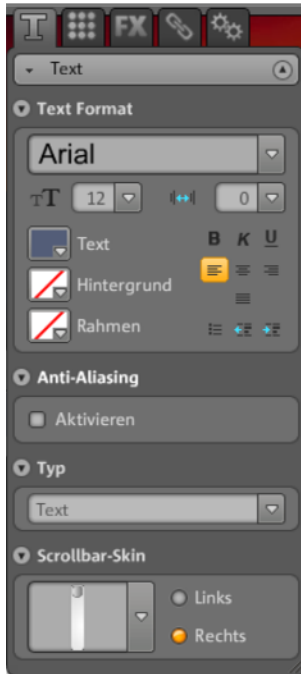 T FX
Text
Text Format
Arial
TT 12 0
Text B K U
Hintergrund
Rahmen
Anti-Aliasing
Aktivieren
Typ
Text
Scrollbar-Skin
Links
Rechts